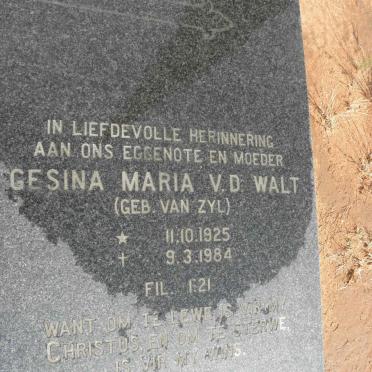 IN LIEFDEVOLLE HERINNERING
AAN ONS EGGENOTE EN MOEDER
GESINA MARIA V.D. WALT
(GEB. VAN ZYL)
★ 11.10.1925
✝ 9.3.1984
FIL. 1:21
WANT OM TE LEWE IS VIR MY
CHRISTUS EN OM TE STERWE,
IS VIR MY WINS.